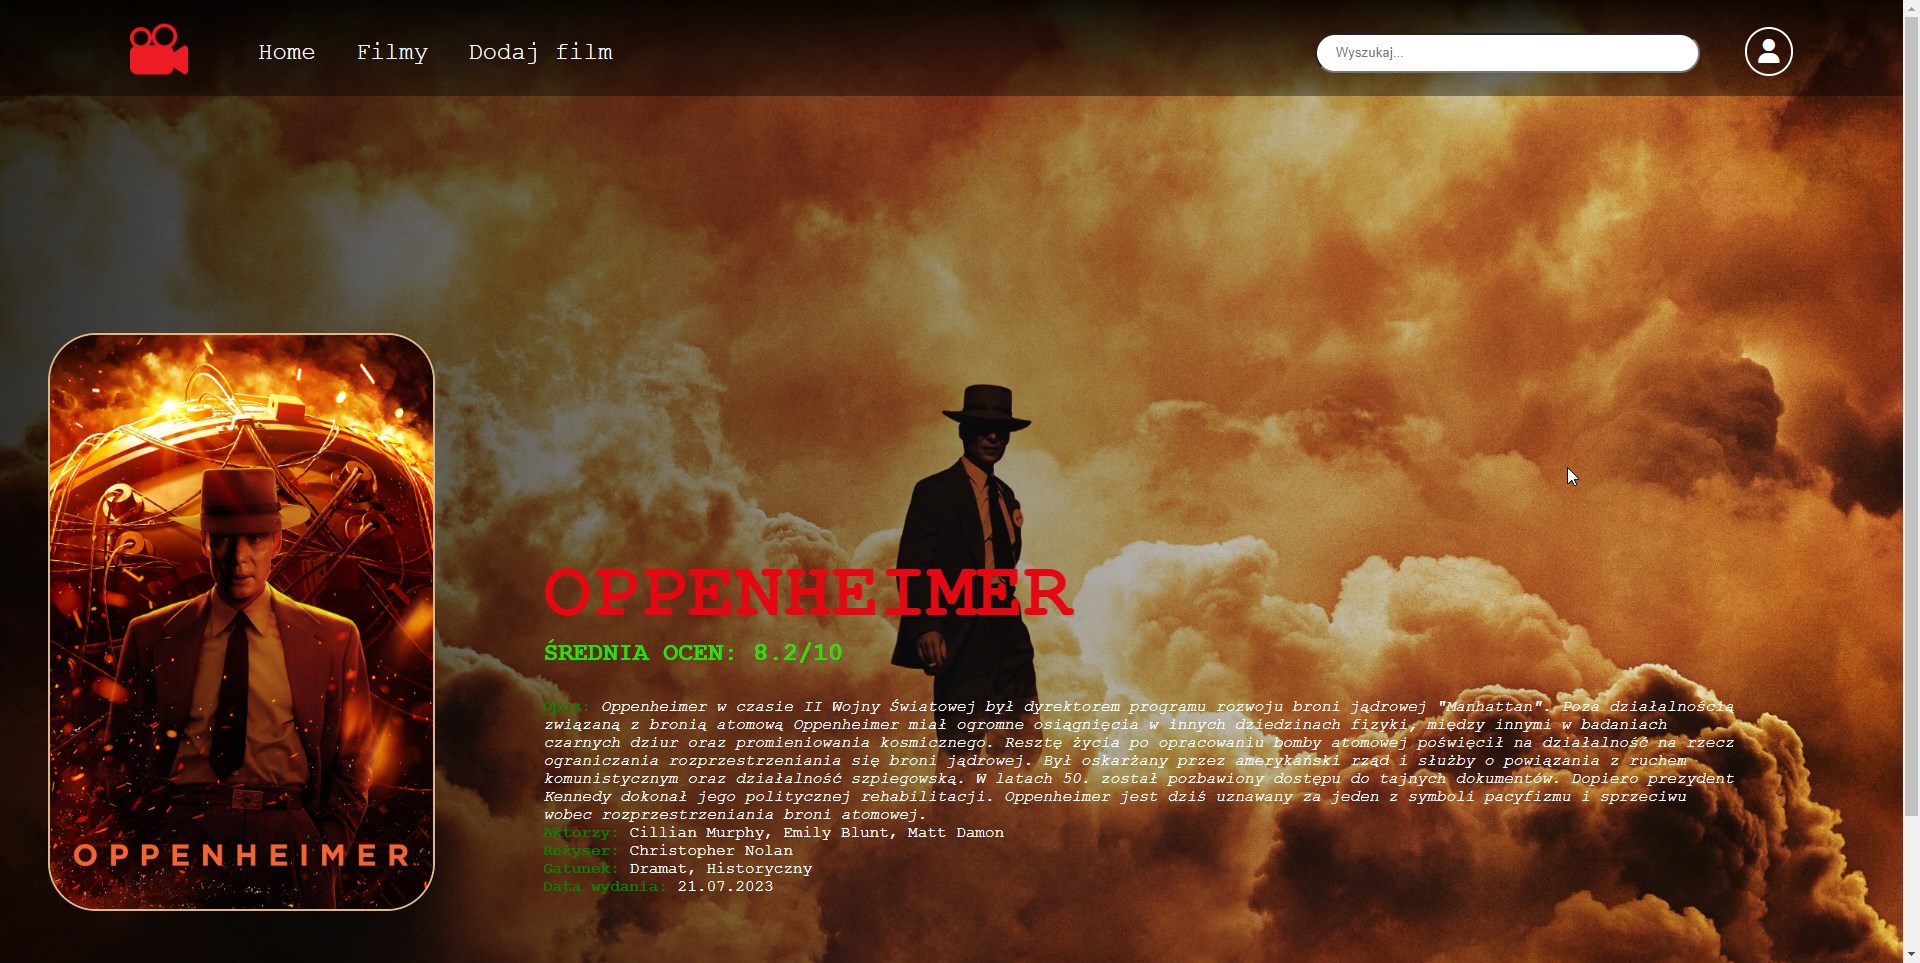 Home Filmy Dodaj film Wyszukaj...
OPPENHEIMER
OPPENHEIMER
ŚREDNIA OCEN: 8.2/10
Opis: Oppenheimer w czasie II Wojny Światowej był dyrektorem programu rozwoju broni jądrowej "Manhattan". Poza działalnością
związaną z bronią atomową Oppenheimer miał ogromne osiągnięcia w innych dziedzinach fizyki, między innymi w badaniach
czarnych dziur oraz promieniowania kosmicznego. Resztę życia po opracowaniu bomby atomowej poświęcił na działalność na rzecz
ograniczania rozprzestrzeniania się broni jądrowej. Był oskarżany przez amerykański rząd i służby o powiązania z ruchem
komunistycznym oraz działalność szpiegowską. W latach 50. został pozbawiony dostępu do tajnych dokumentów. Dopiero prezydent
Kennedy dokonał jego politycznej rehabilitacji. Oppenheimer jest dziś uznawany za jeden z symboli pacyfizmu i sprzeciwu
wobec rozprzestrzeniania broni atomowej.
Aktorzy: Cillian Murphy, Emily Blunt, Matt Damon
Reżyser: Christopher Nolan
Gatunek: Dramat, Historyczny
Data wydania: 21.07.2023